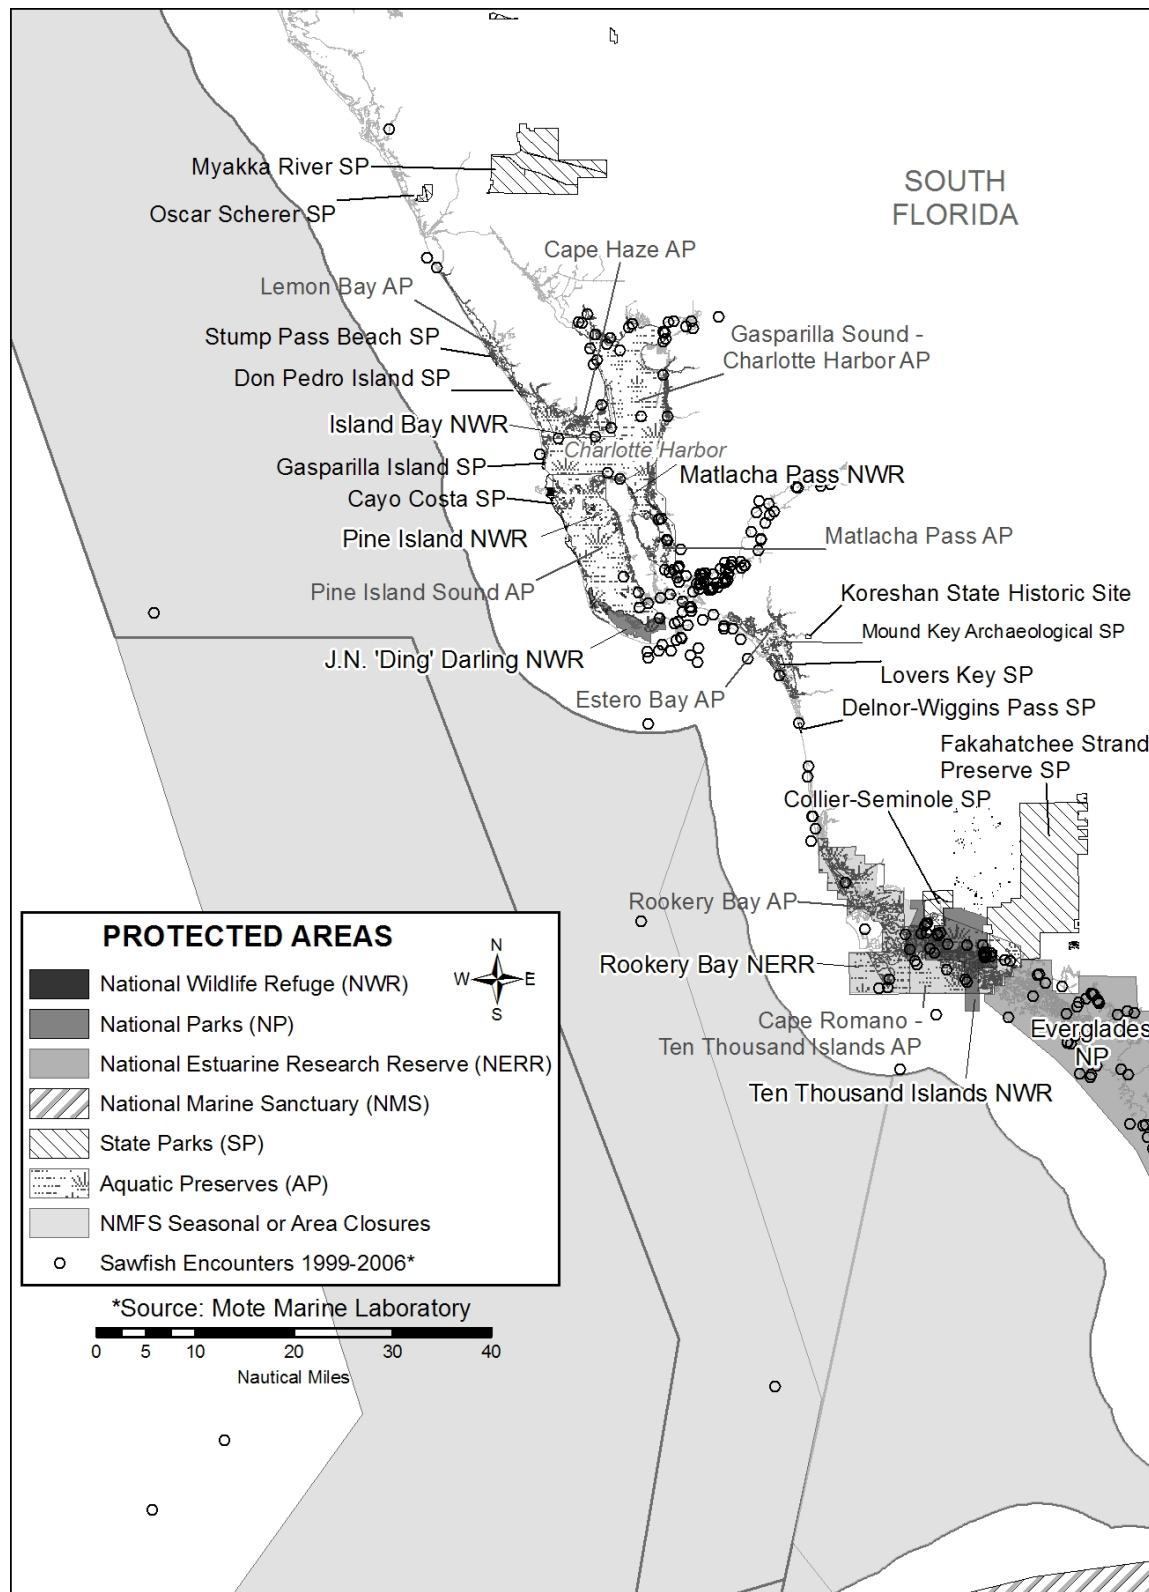 Myakka River SP
Oscar Scherer SP
SOUTH
FLORIDA
Cape Haze AP
Lemon Bay AP
Stump Pass Beach SP
Gasparilla Sound -
Charlotte Harbor AP
Don Pedro Island SP
Island Bay NWR
Charlotte Harbor
Gasparilla Island SP
Matlacha Pass NWR
Cayo Costa SP
Pine Island NWR
Matlacha Pass AP
Pine Island Sound AP
Koreshan State Historic Site
Mound Key Archaeological SP
J.N. 'Ding' Darling NWR
Lovers Key SP
Estero Bay AP
Delnor-Wiggins Pass SP
Fakahatchee Strand
Preserve SP
Collier-Seminole SP
Rookery Bay AP
Rookery Bay NERR
Cape Romano -
Ten Thousand Islands AP
Everglades
NP
Ten Thousand Islands NWR
PROTECTED AREAS
N
W E
S
National Wildlife Refuge (NWR)
National Parks (NP)
National Estuarine Research Reserve (NERR)
National Marine Sanctuary (NMS)
State Parks (SP)
Aquatic Preserves (AP)
NMFS Seasonal or Area Closures
Sawfish Encounters 1999-2006*
*Source: Mote Marine Laboratory
0 5 10 20 30 40
Nautical Miles